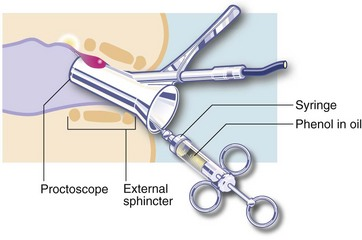 Syringe
Phenol in oil
Proctoscope
External
sphincter